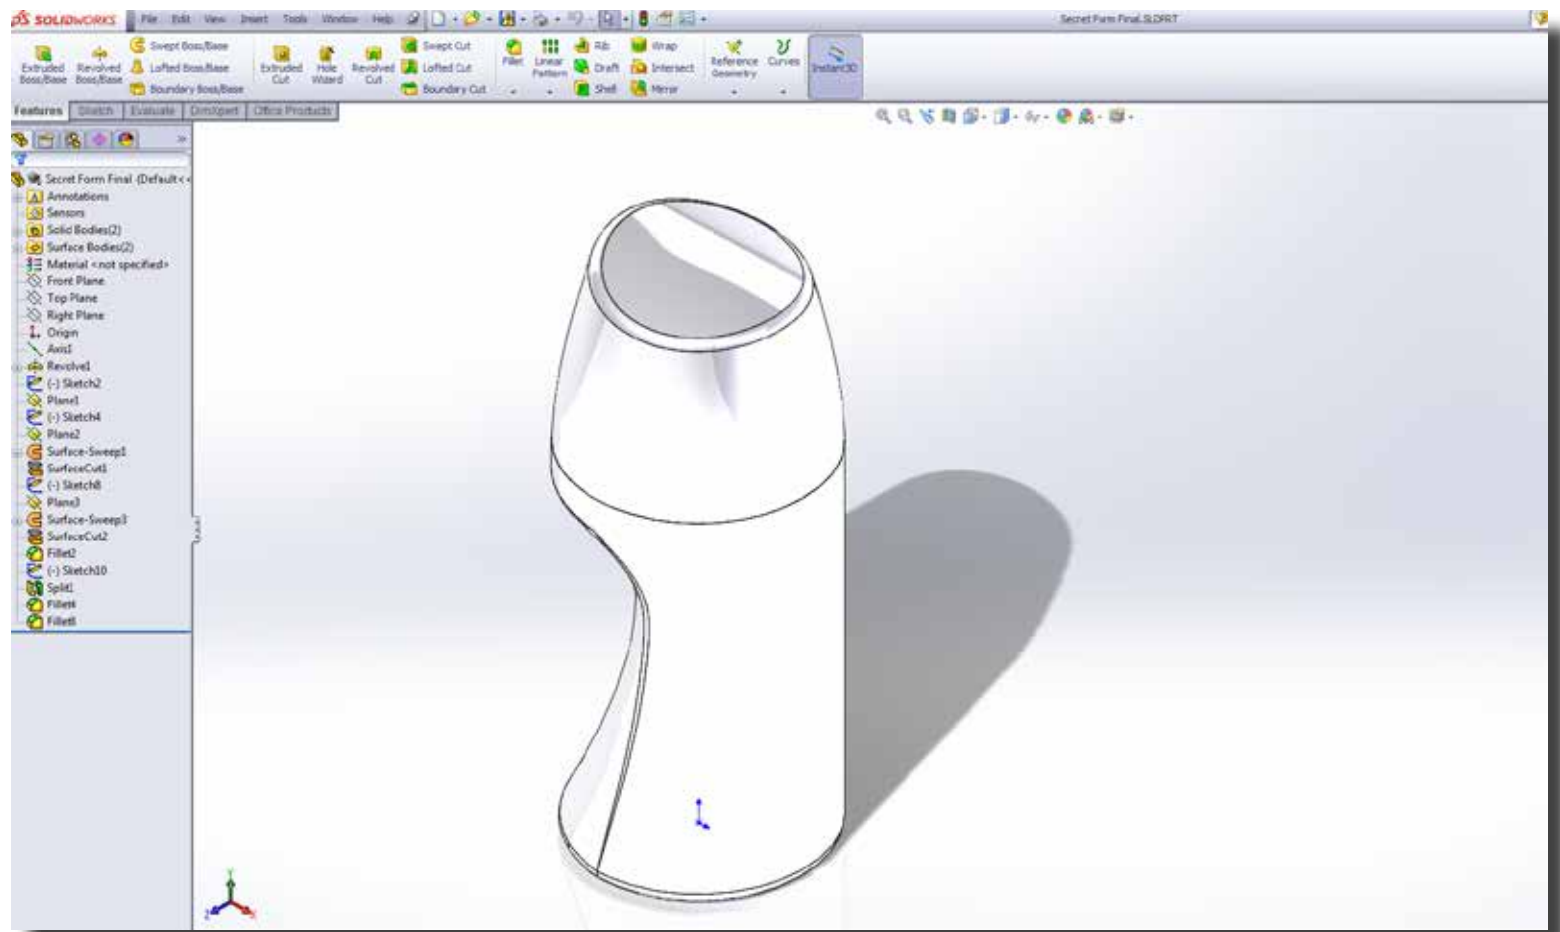 SOLIDWORKS File Edit View Insert Tools Window Help Secret Form Final.SLDPRT
Extruded Boss/Base
Revolved Boss/Base
Swept Boss/Base
Lofted Boss/Base
Boundary Boss/Base
Extruded Cut
Hole Wizard
Revolved Cut
Swept Cut
Lofted Cut
Boundary Cut
Fillet
Linear Pattern
Rib
Draft
Shell
Wrap
Intersect
Mirror
Reference Geometry
Curves
Instant3D
Features Sketch Evaluate DimXpert Office Products
Secret Form Final (Default<<
Annotations
Sensors
Solid Bodies(2)
Surface Bodies(2)
Material <not specified>
Front Plane
Top Plane
Right Plane
Origin
Axis1
Revolve1
(-) Sketch2
Plane1
(-) Sketch4
Plane2
Surface-Sweep1
SurfaceCut1
(-) Sketch8
Plane3
Surface-Sweep3
SurfaceCut2
Fillet2
(-) Sketch10
Split1
Fillet4
Fillet8
Y
Z
X